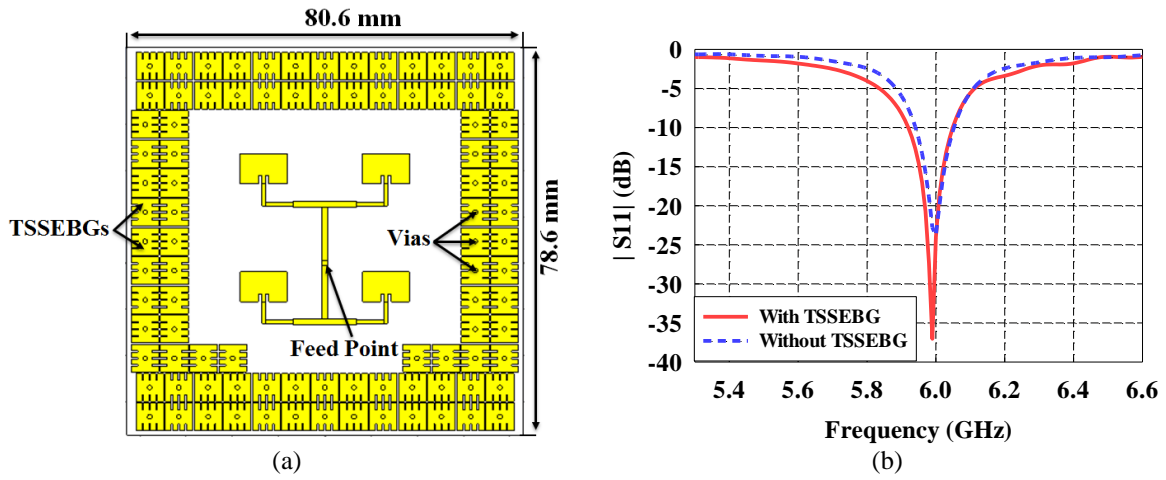 80.6 mm
TSSEBGs
Vias
78.6 mm
Feed Point
(a)
| S11| (dB)
0
-5
-10
-15
-20
-25
-30
-35
-40
With TSSEBG
Without TSSEBG
5.4 5.6 5.8 6.0 6.2 6.4 6.6
Frequency (GHz)
(b)